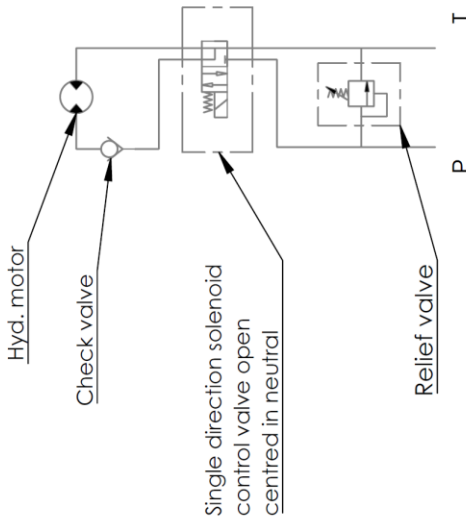 Hyd. motor
Check valve
Single direction solenoid
control valve open
centred in neutral
Relief valve
P
T